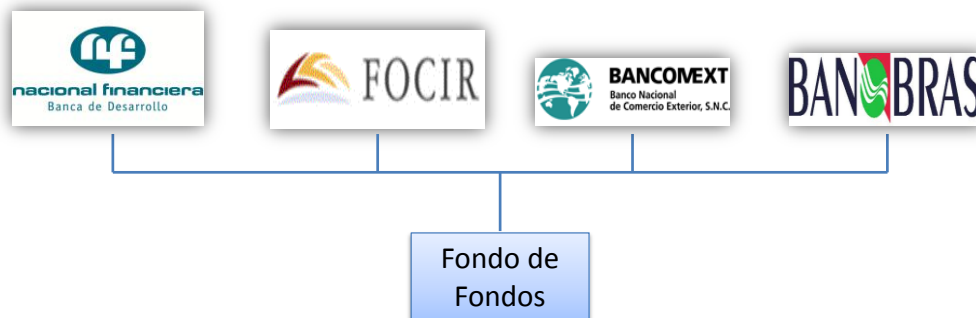 nacional financiera
Banca de Desarrollo
FOCIR
BANCOMEXT
Banco Nacional
de Comercio Exterior, S.N.C.
BANOBRAS
Fondo de
Fondos